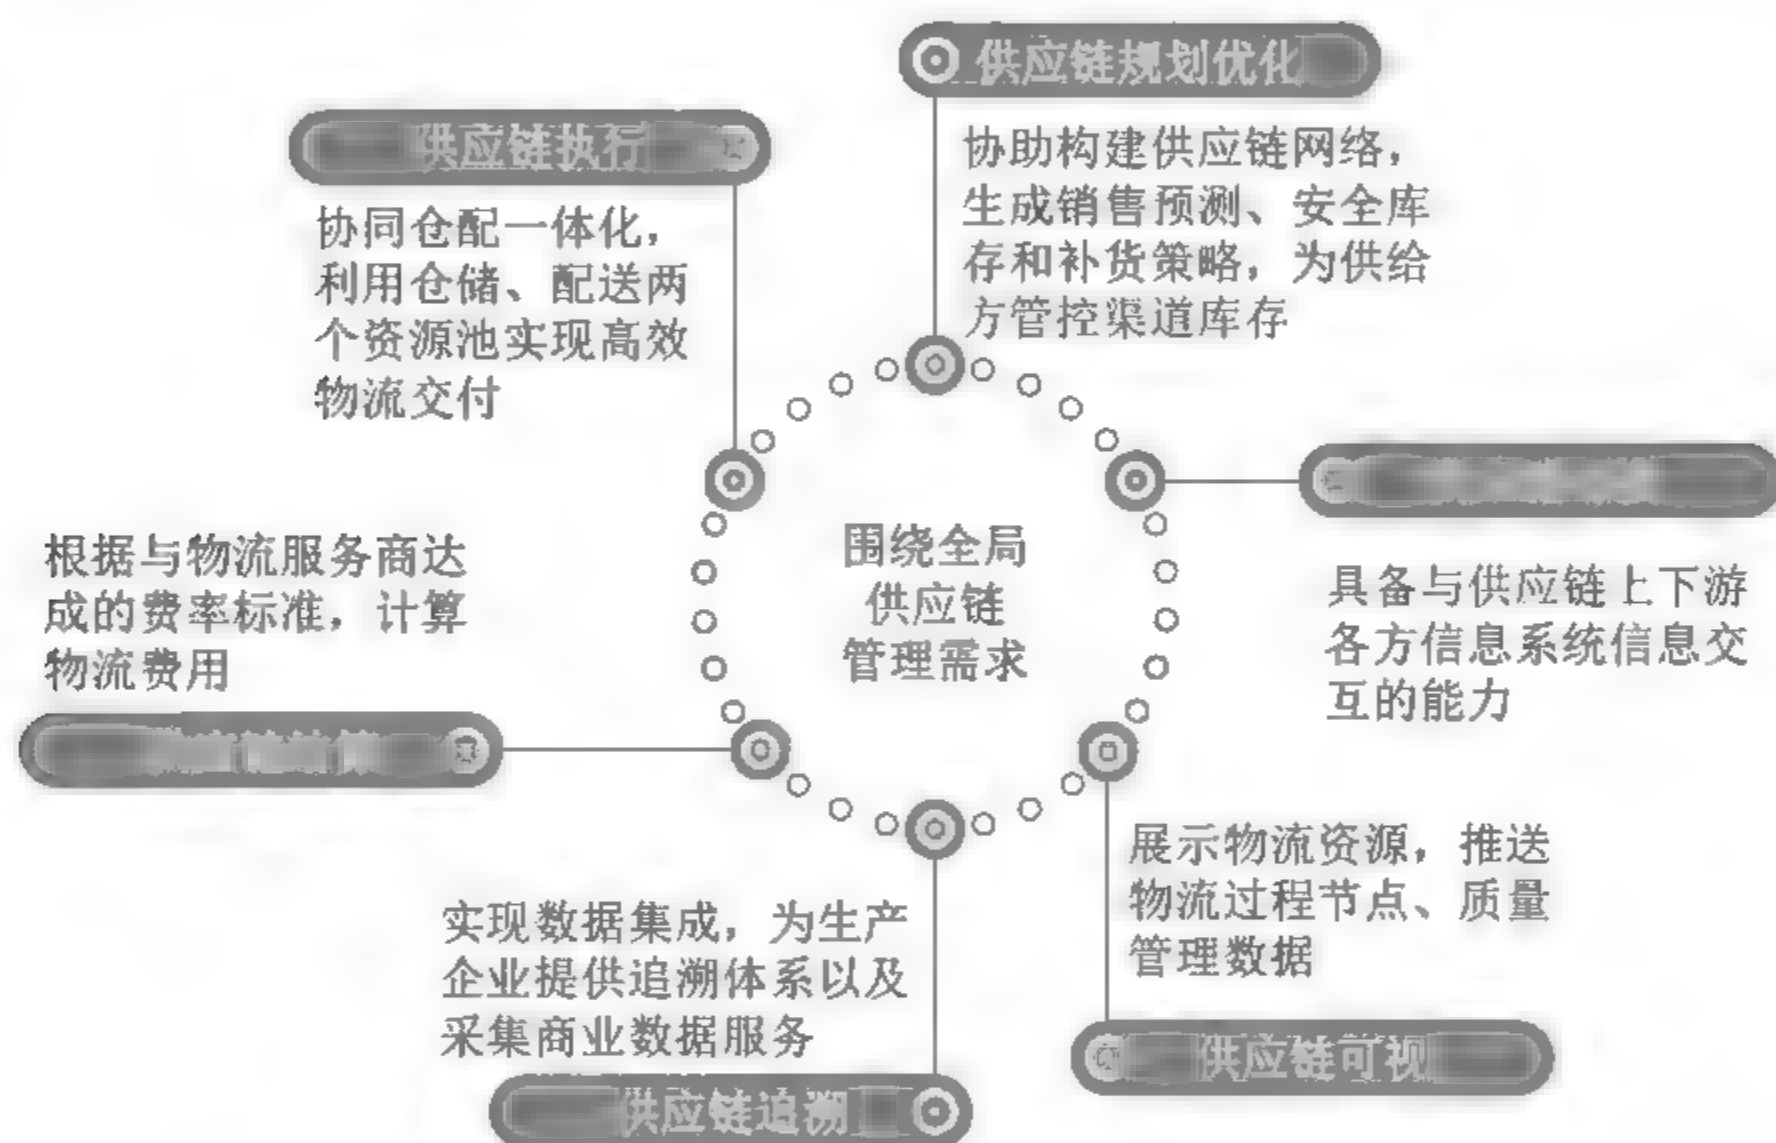 供应链规划优化
协助构建供应链网络，
生成销售预测、安全库
存和补货策略，为供给
方管控渠道库存
供应链执行
协同仓配一体化，
利用仓储、配送两
个资源池实现高效
物流交付
围绕全局
供应链
管理需求
具备与供应链上下游
各方信息系统信息交
互的能力
根据与物流服务商达
成的费率标准，计算
物流费用
展示物流资源，推送
物流过程节点、质量
管理数据
供应链可视
实现数据集成，为生产
企业提供追溯体系以及
采集商业数据服务
供应链追溯